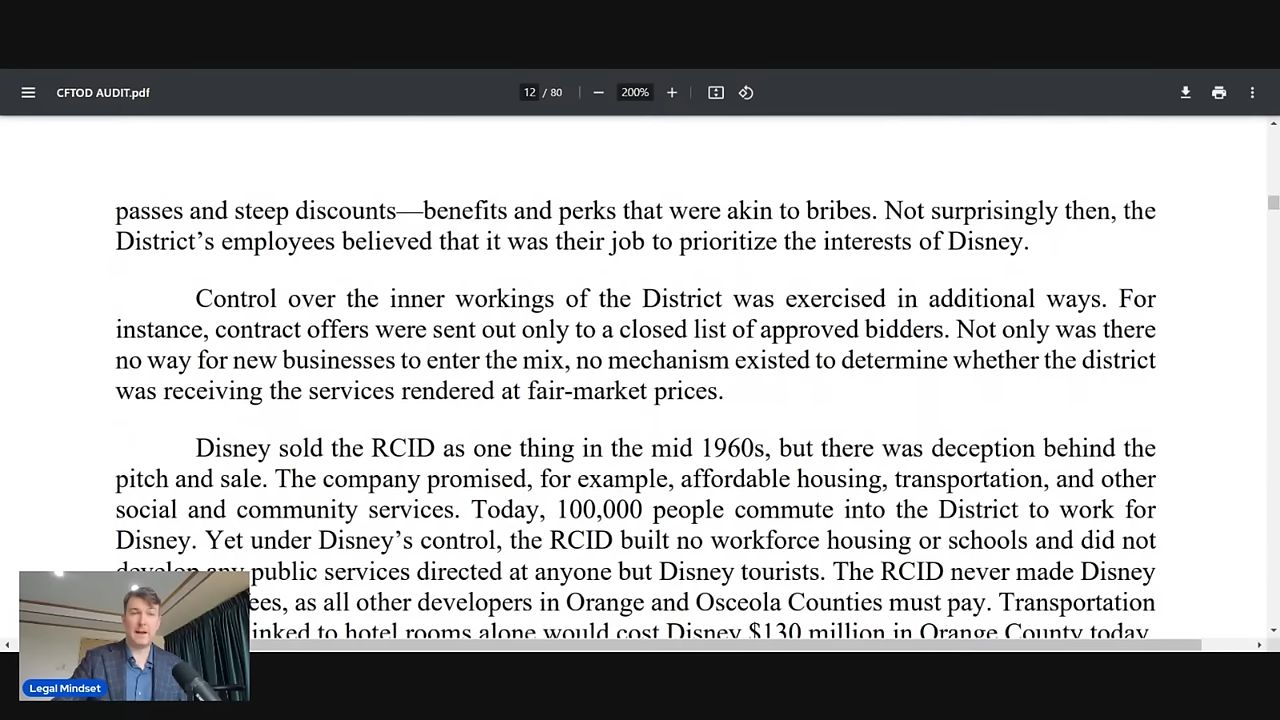 CFTOD AUDIT.pdf
12 / 80
200%
passes and steep discounts—benefits and perks that were akin to bribes. Not surprisingly then, the
District’s employees believed that it was their job to prioritize the interests of Disney.
Control over the inner workings of the District was exercised in additional ways. For
instance, contract offers were sent out only to a closed list of approved bidders. Not only was there
no way for new businesses to enter the mix, no mechanism existed to determine whether the district
was receiving the services rendered at fair-market prices.
Disney sold the RCID as one thing in the mid 1960s, but there was deception behind the
pitch and sale. The company promised, for example, affordable housing, transportation, and other
social and community services. Today, 100,000 people commute into the District to work for
Disney. Yet under Disney’s control, the RCID built no workforce housing or schools and did not
develop any public services directed at anyone but Disney tourists. The RCID never made Disney
as all other developers in Orange and Osceola Counties must pay. Transportation
alone would cost Disney $130 million in Orange County today
Legal Mindset